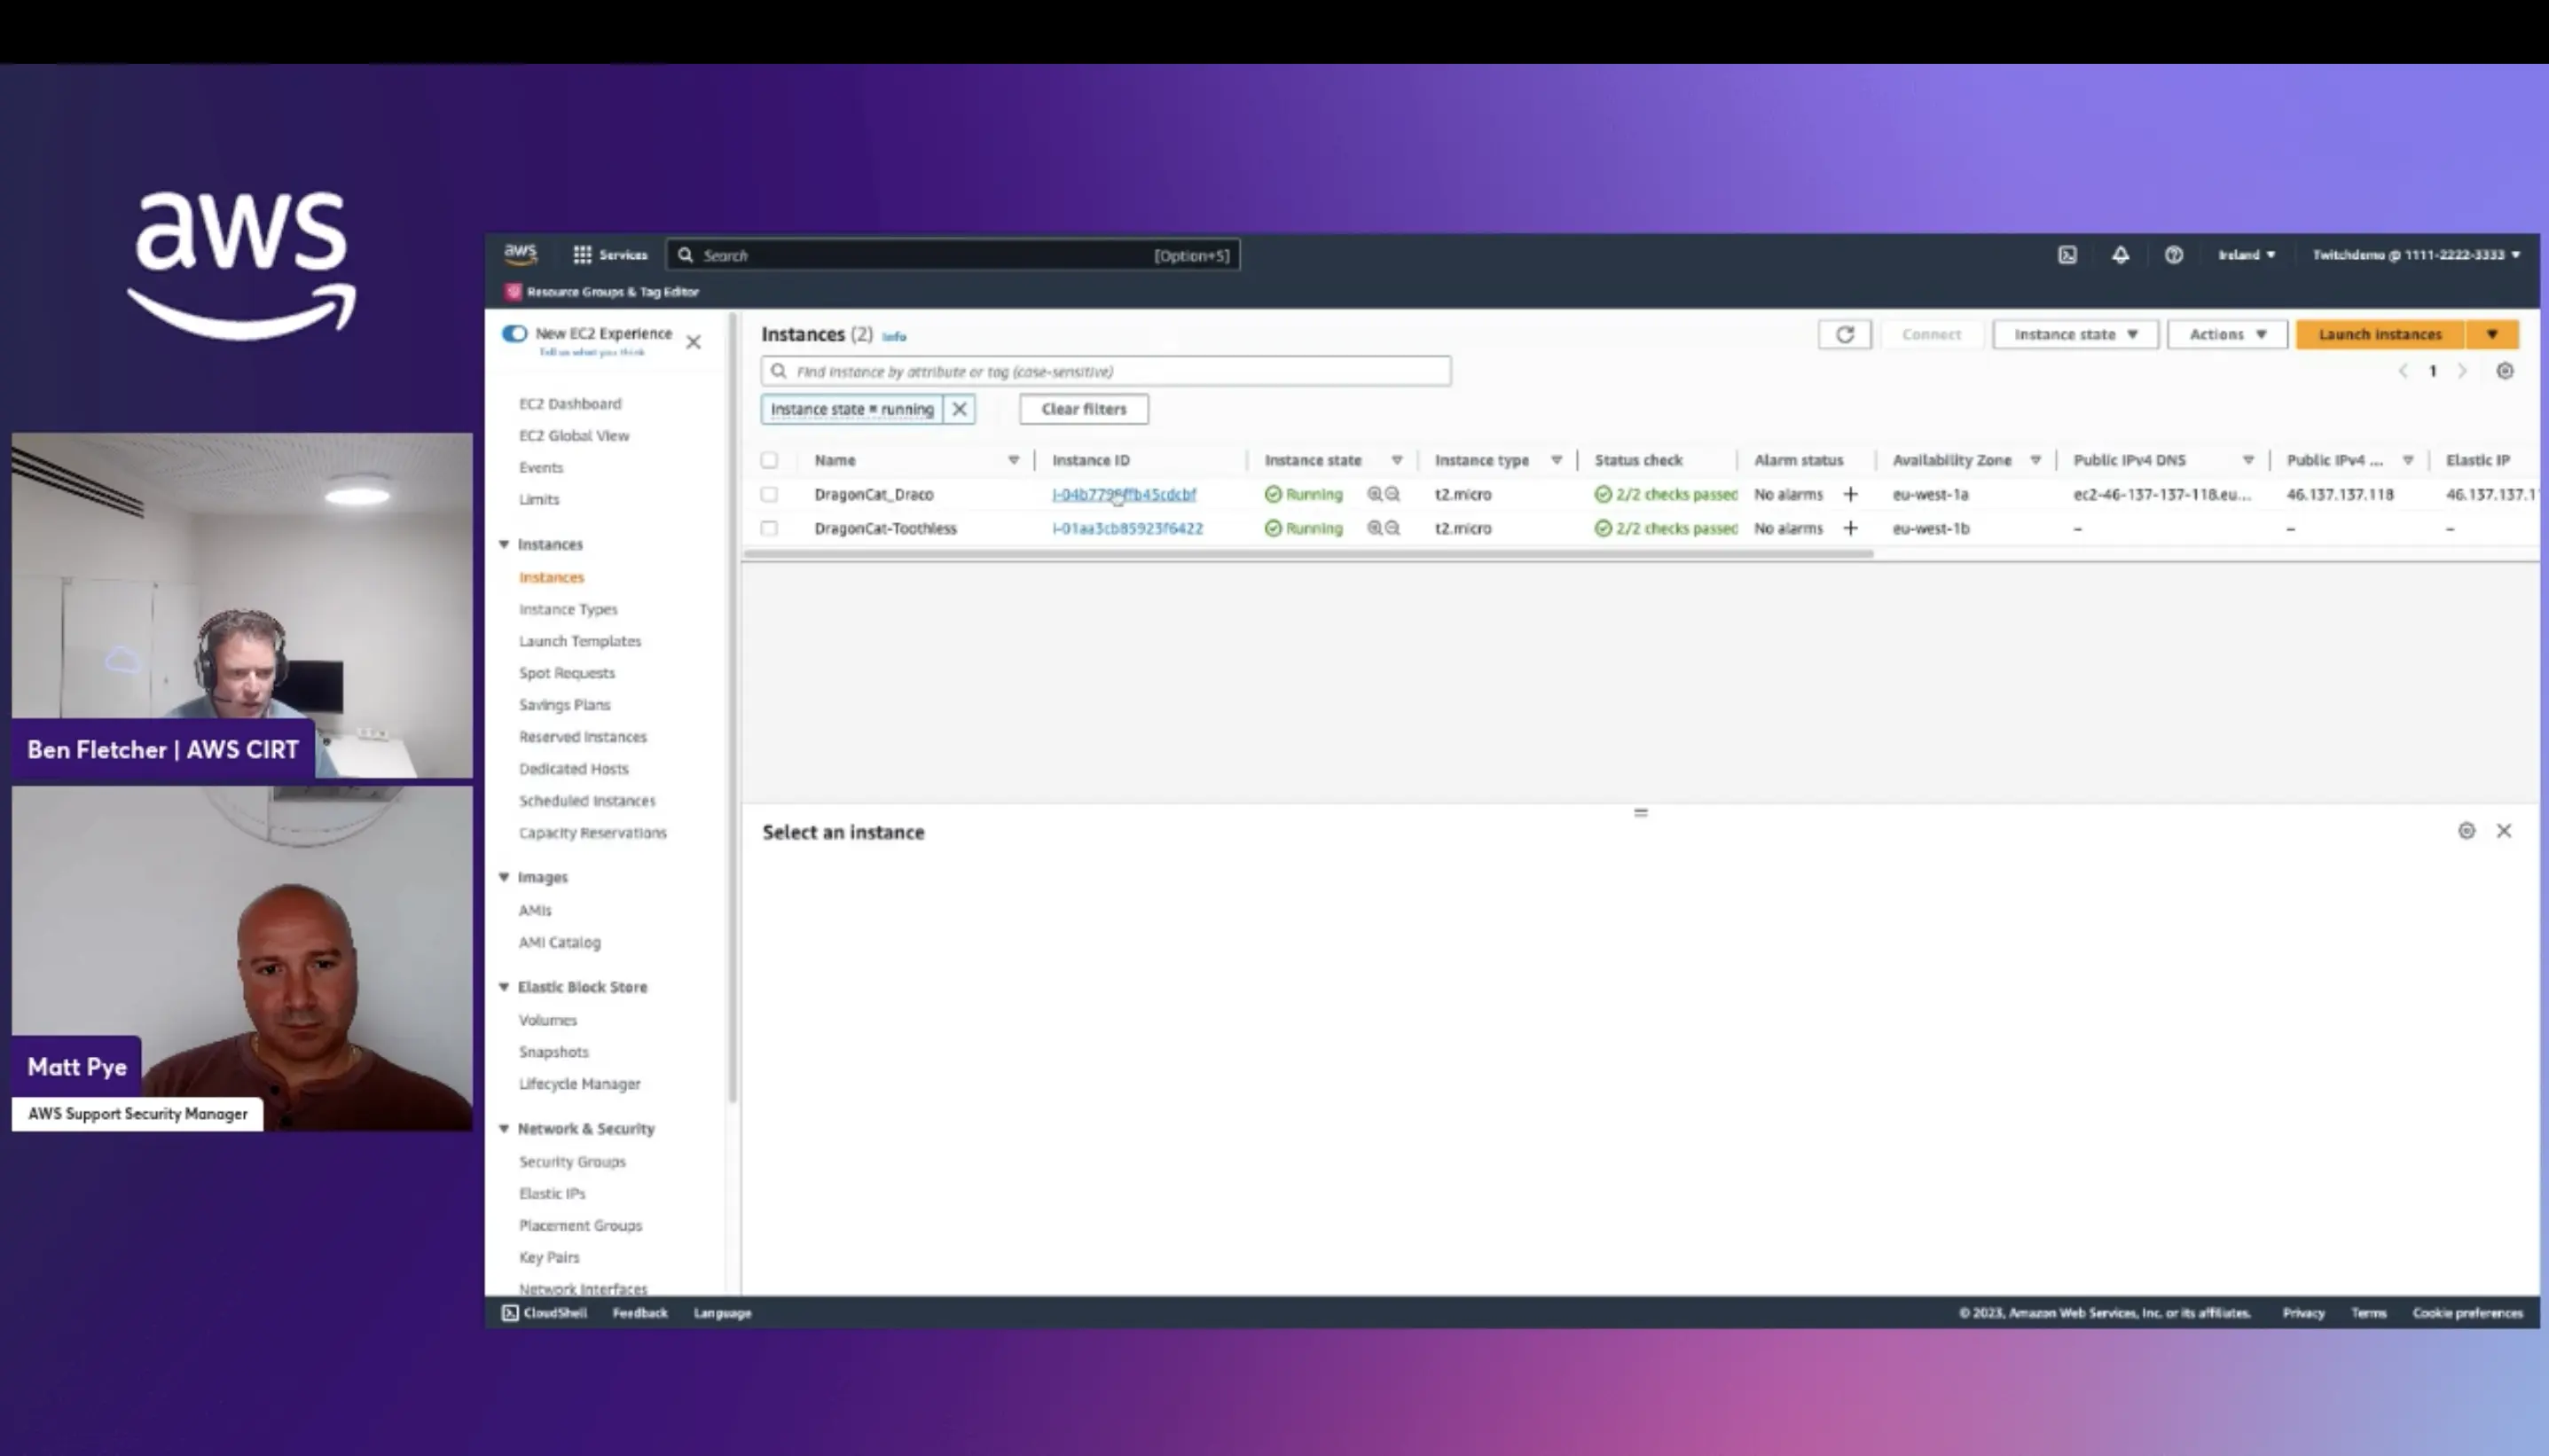 aws
Ben Fletcher | AWS CIRT
Matt Pye
AWS Support Security Manager
aws Services Search [Option+S] Ireland Twitchdemo @ 1111-2222-3333
Resource Groups & Tag Editor
New EC2 Experience
Tell us what you think
EC2 Dashboard
EC2 Global View
Events
Limits
Instances
Instances
Instance Types
Launch Templates
Spot Requests
Savings Plans
Reserved Instances
Dedicated Hosts
Scheduled Instances
Capacity Reservations
Images
AMIs
AMI Catalog
Elastic Block Store
Volumes
Snapshots
Lifecycle Manager
Network & Security
Security Groups
Elastic IPs
Placement Groups
Key Pairs
Network Interfaces
Instances (2) Info Connect Instance state Actions Launch instances
Find instance by attribute or tag (case-sensitive) 1
Instance state = running Clear filters
Name Instance ID Instance state Instance type Status check Alarm status Availability Zone Public IPv4 DNS Public IPv4 ... Elastic IP
DragonCat_Draco Running t2.micro 2/2 checks passed No alarms + eu-west-1a ec2-46-137-137-118.eu... 46.137.137.118 46.137.137.1
DragonCat-Toothless i-01aa3cb85923f6422 Running t2.micro 2/2 checks passed No alarms + eu-west-1b – – –
Select an instance
CloudShell Feedback Language © 2023, Amazon Web Services, Inc. or its affiliates. Privacy Terms Cookie preferences